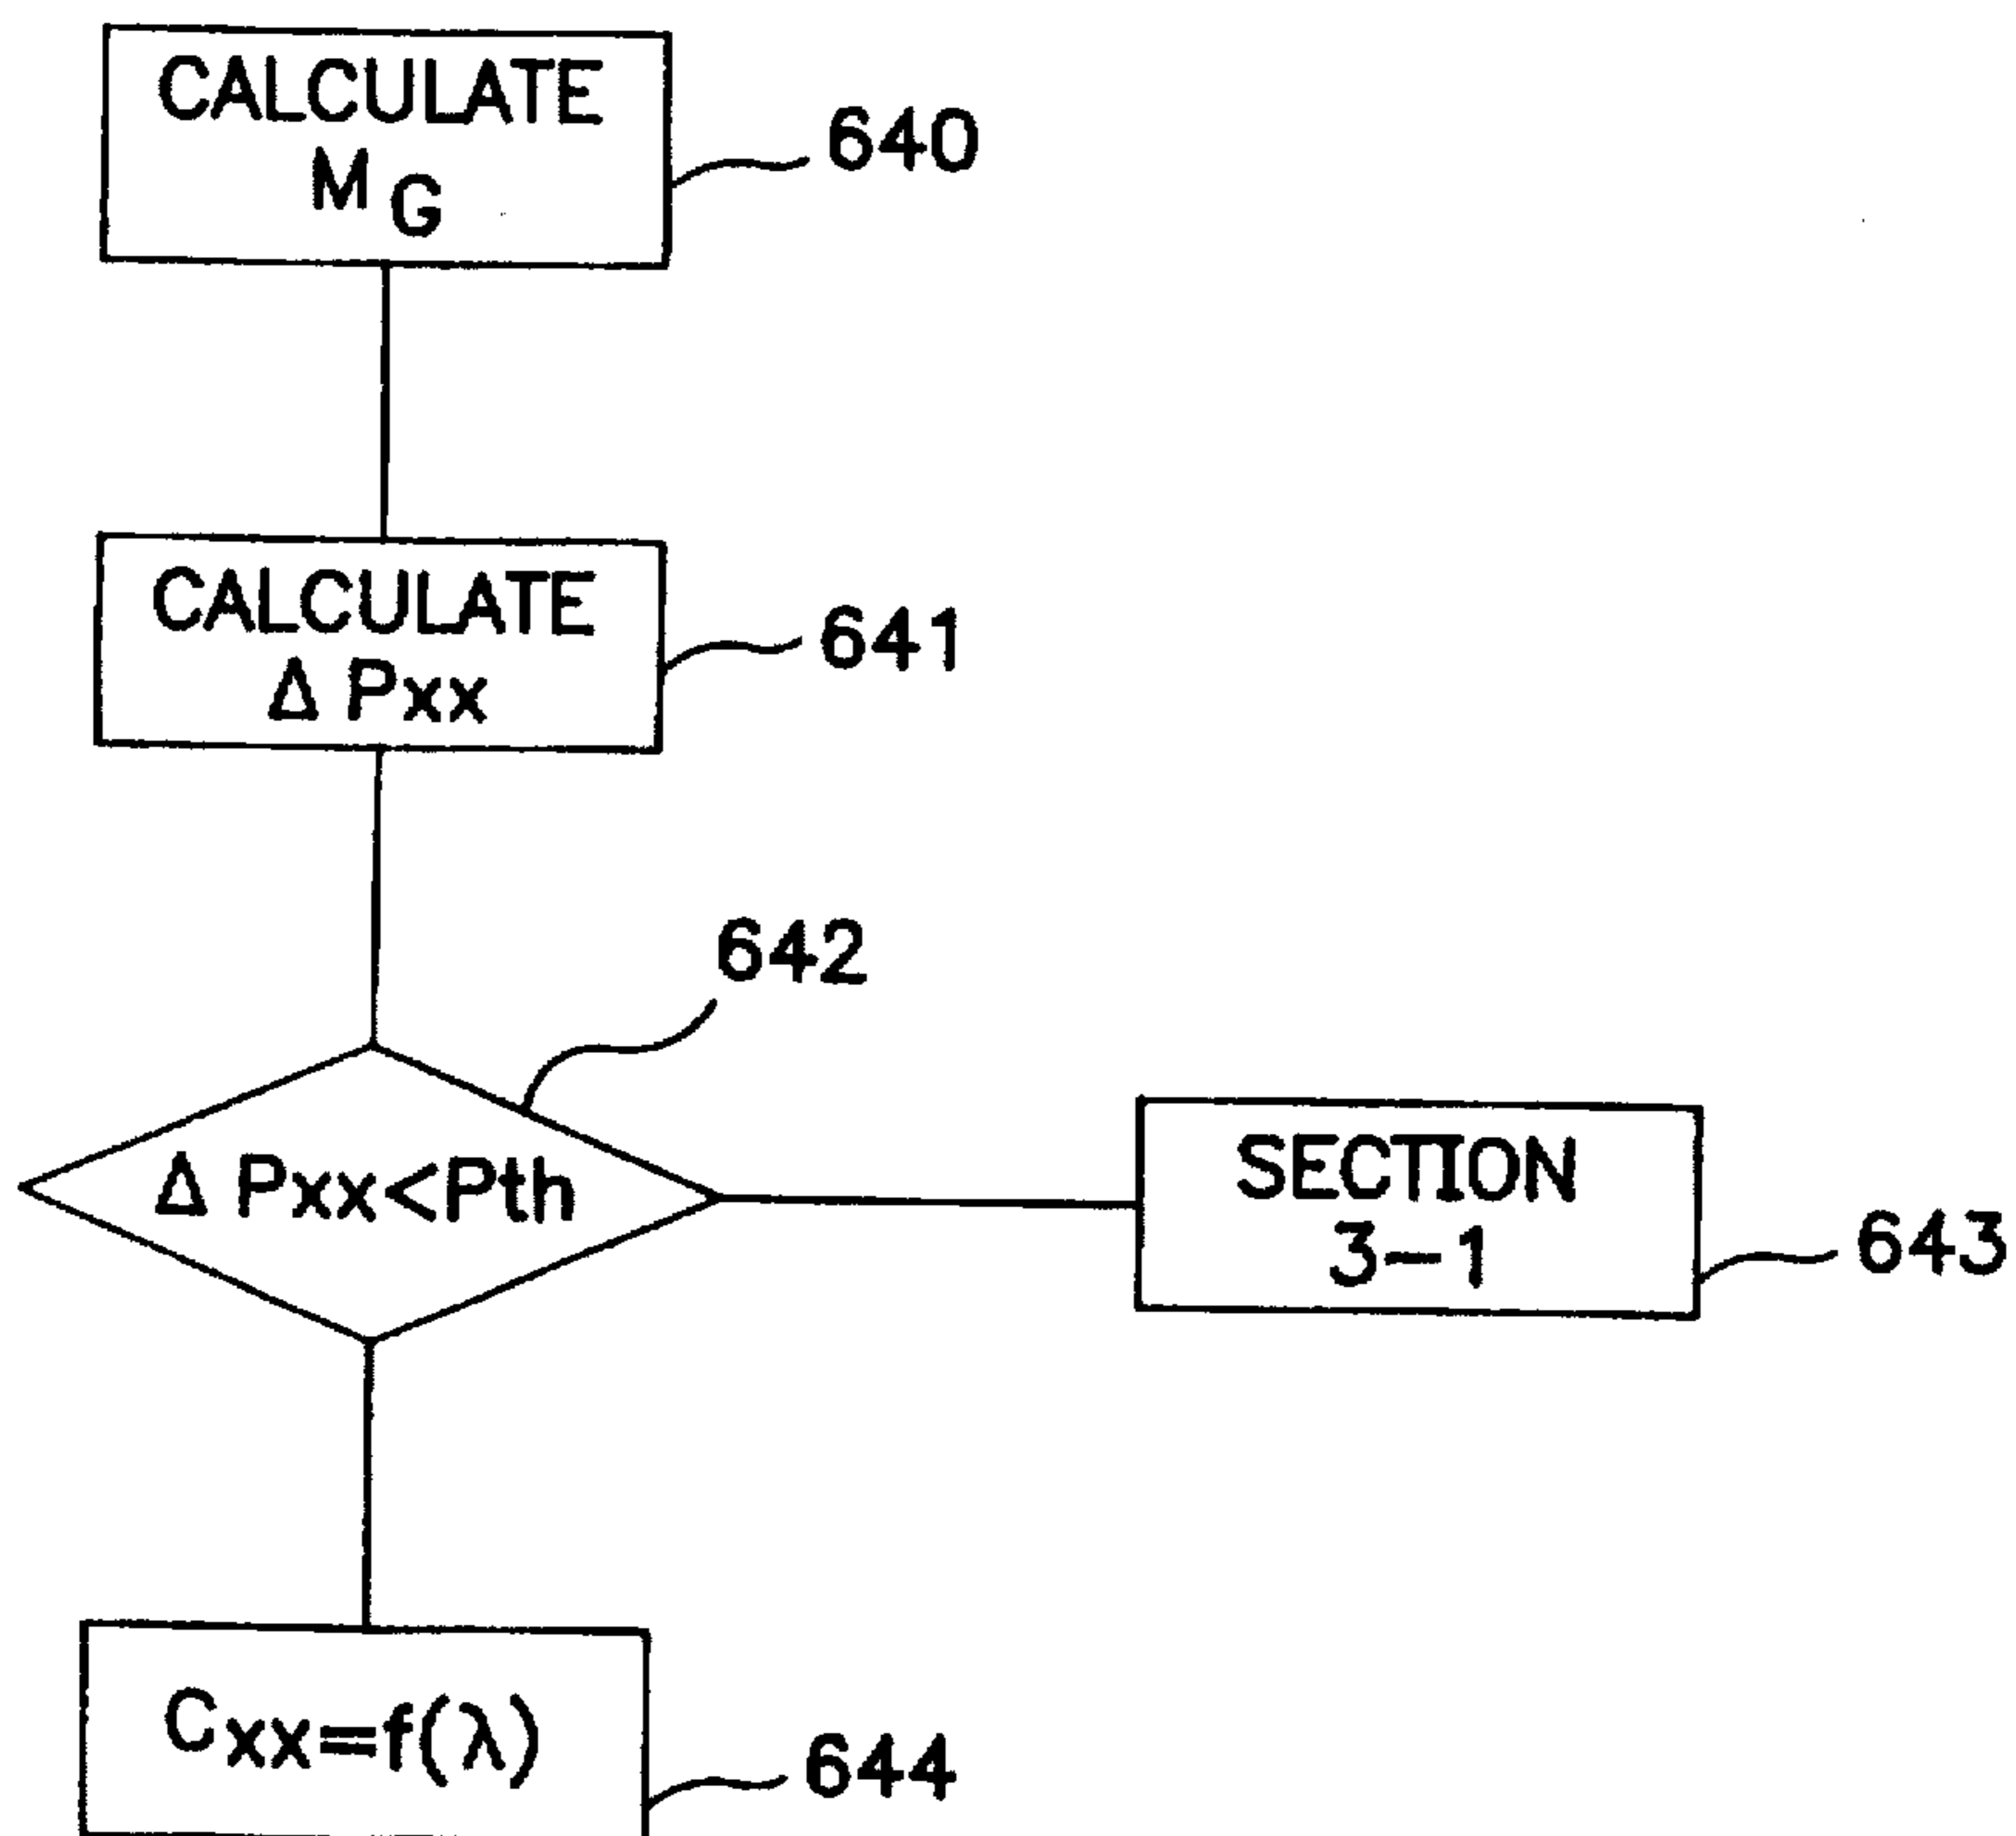 CALCULATE
M G
640
CALCULATE
Δ Pxx
641
642
Δ Pxx<Pth
SECTION
3-1
643
Cxx=f(λ)
644